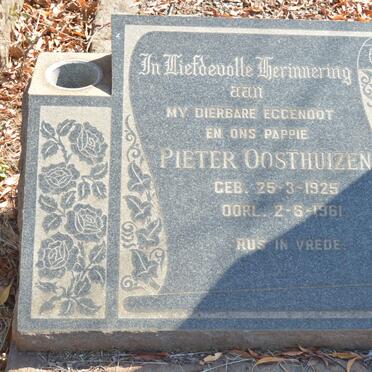 In Liefdevolle Herinnering
aan
MY DIERBARE EGGENOOT
EN ONS PAPPIE
PIETER OOSTHUIZEN
GEB. 25-3-1925
OORL. 2-5-1961
RUS IN VREDE.